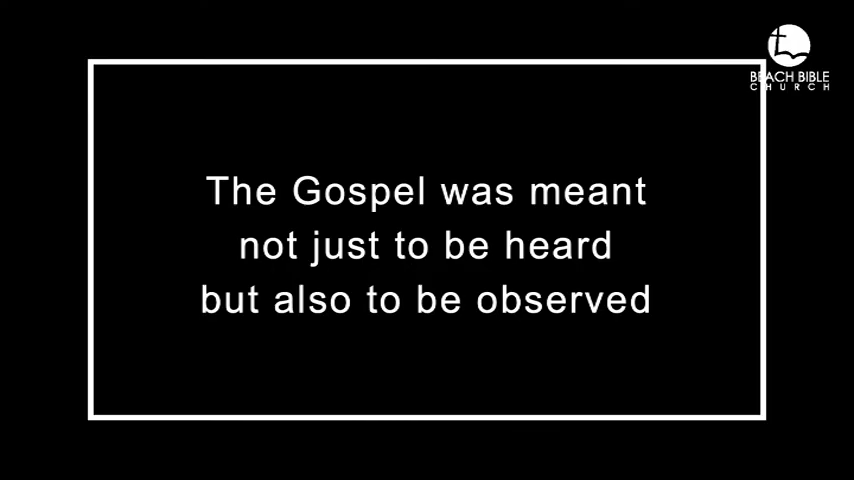 BEACH BIBLE
CHURCH
The Gospel was meant
not just to be heard
but also to be observed